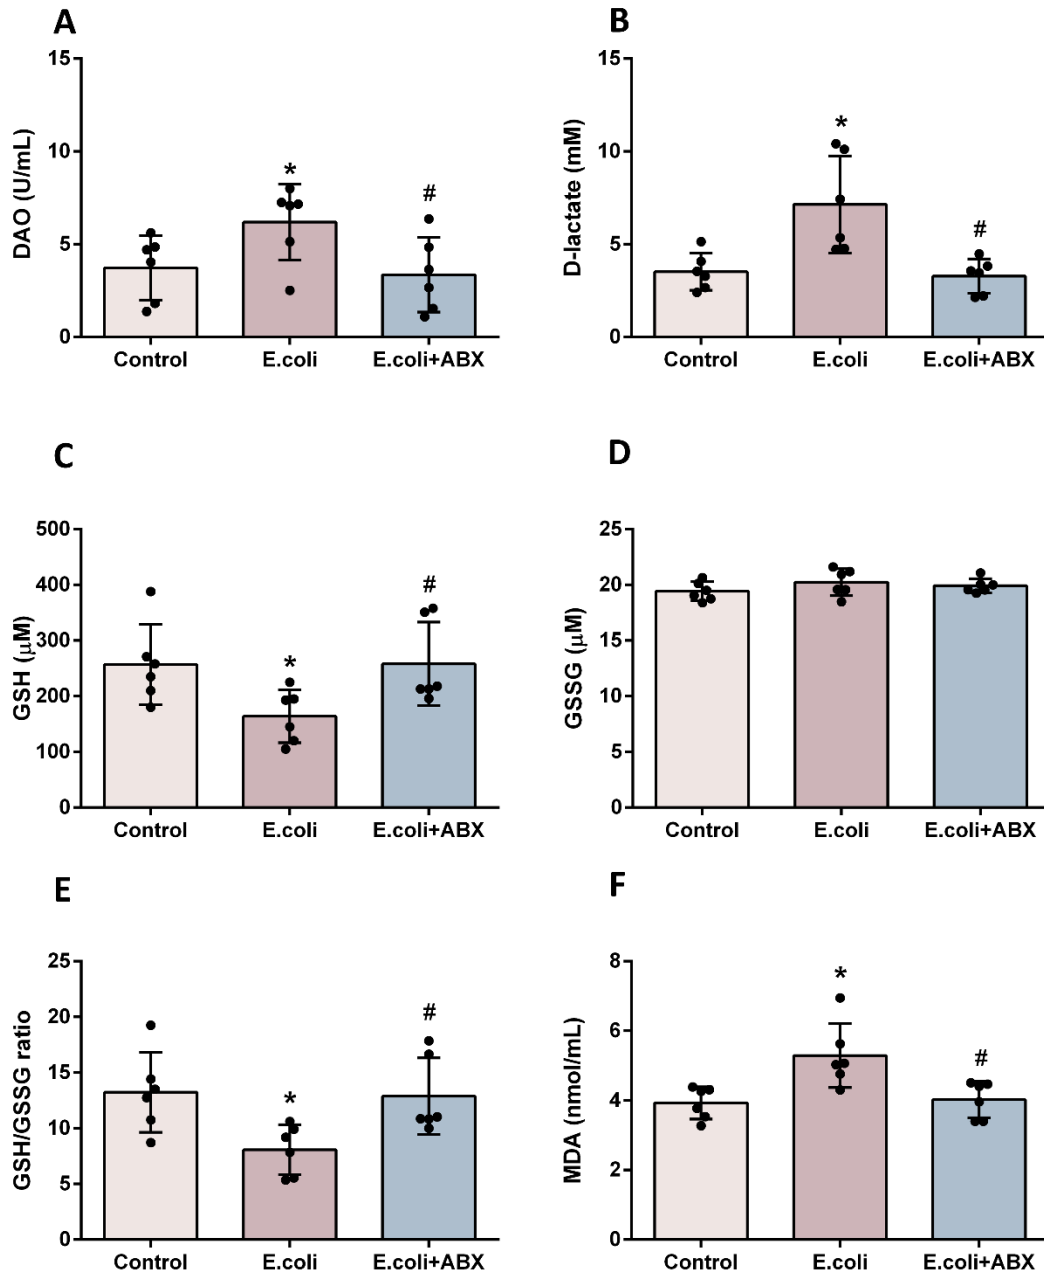 A
DAO (U/mL)
15
10
5
0
Control
E.coli
E.coli+ABX
*
#
B
D-lactate (mM)
15
10
5
0
Control
E.coli
E.coli+ABX
*
#
C
GSH (μM)
500
400
300
200
100
0
Control
E.coli
E.coli+ABX
*
#
D
GSSG (μM)
25
20
15
10
5
0
Control
E.coli
E.coli+ABX
E
GSH/GSSG ratio
25
20
15
10
5
0
Control
E.coli
E.coli+ABX
*
#
F
MDA (nmol/mL)
8
6
4
2
0
Control
E.coli
E.coli+ABX
*
#